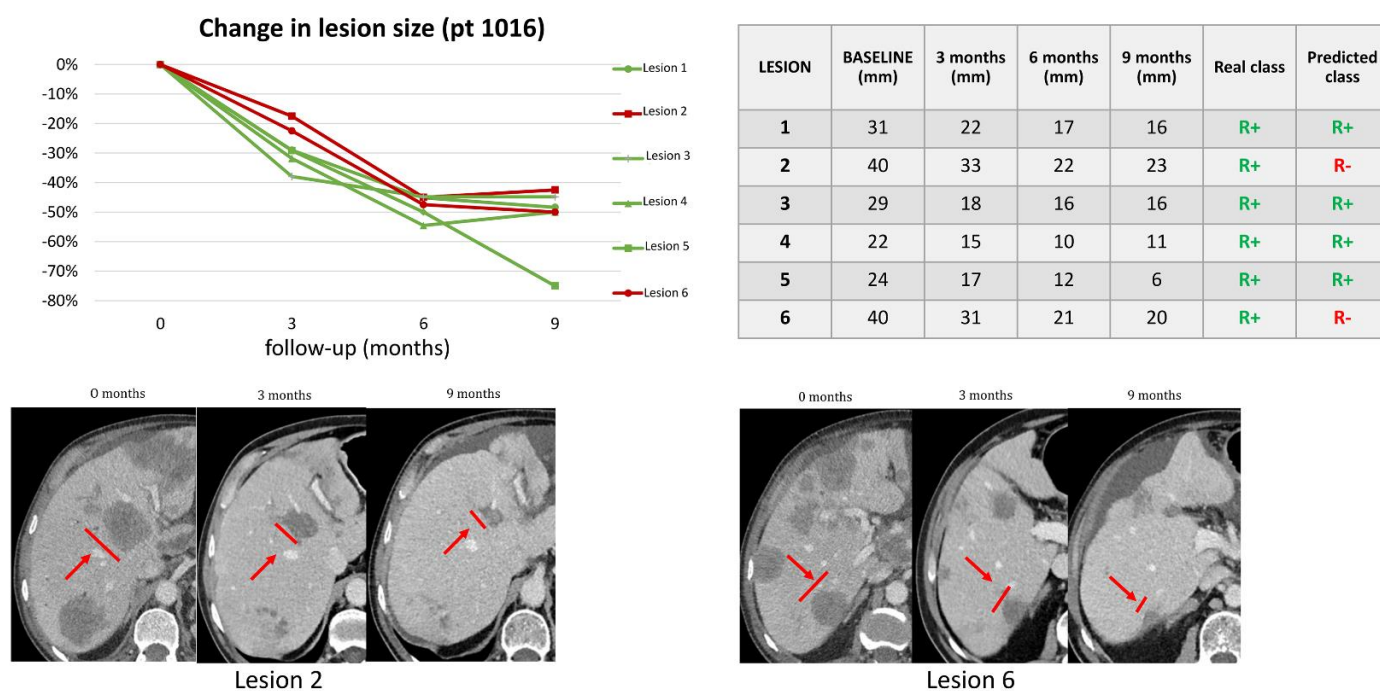 Change in lesion size (pt 1016)
0%
-10%
-20%
-30%
-40%
-50%
-60%
-70%
-80%
0 3 6 9
follow-up (months)
Lesion 1
Lesion 2
Lesion 3
Lesion 4
Lesion 5
Lesion 6
LESION BASELINE (mm) 3 months (mm) 6 months (mm) 9 months (mm) Real class Predicted class
1 31 22 17 16 R+ R+
2 40 33 22 23 R+ R-
3 29 18 16 16 R+ R+
4 22 15 10 11 R+ R+
5 24 17 12 6 R+ R+
6 40 31 21 20 R+ R-
0 months 3 months 9 months
Lesion 2
0 months 3 months 9 months
Lesion 6